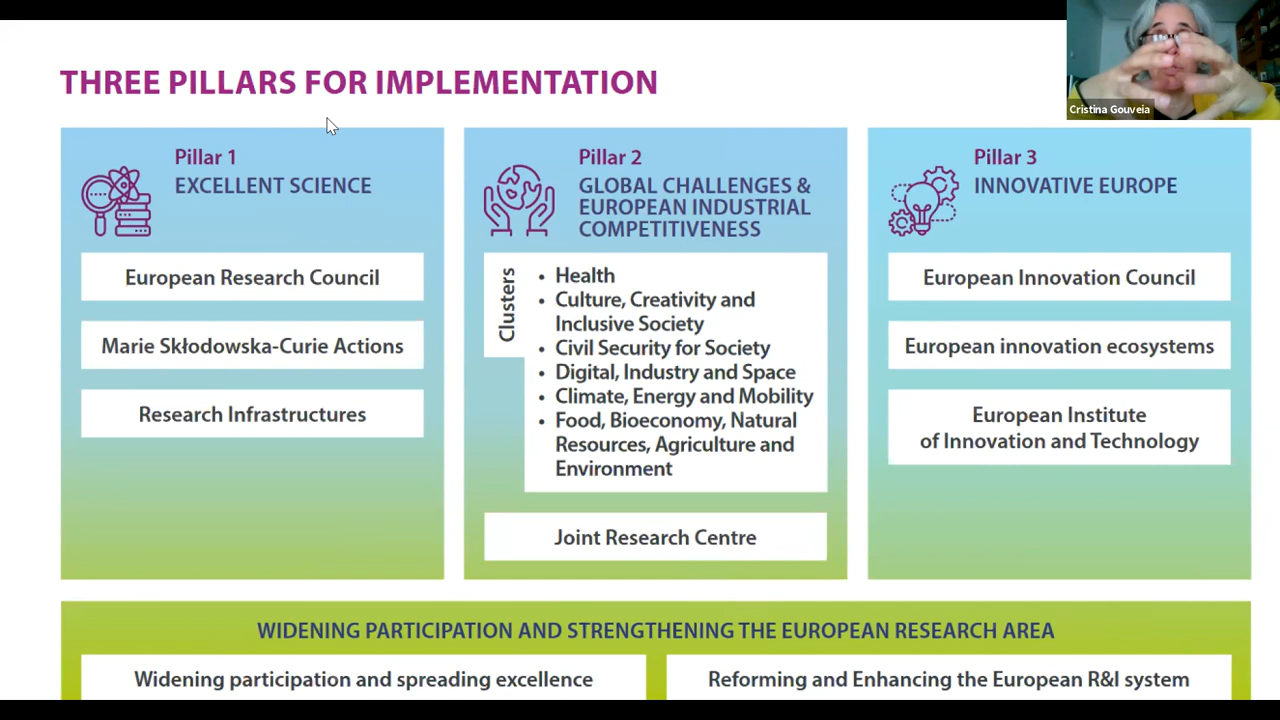 THREE PILLARS FOR IMPLEMENTATION
Cristina Gouveia
Pillar 1
EXCELLENT SCIENCE
European Research Council
Marie Skłodowska-Curie Actions
Research Infrastructures
Pillar 2
GLOBAL CHALLENGES &
EUROPEAN INDUSTRIAL
COMPETITIVENESS
Clusters
• Health
• Culture, Creativity and
Inclusive Society
• Civil Security for Society
• Digital, Industry and Space
• Climate, Energy and Mobility
• Food, Bioeconomy, Natural
Resources, Agriculture and
Environment
Joint Research Centre
Pillar 3
INNOVATIVE EUROPE
European Innovation Council
European innovation ecosystems
European Institute
of Innovation and Technology
WIDENING PARTICIPATION AND STRENGTHENING THE EUROPEAN RESEARCH AREA
Widening participation and spreading excellence
Reforming and Enhancing the European R&I system